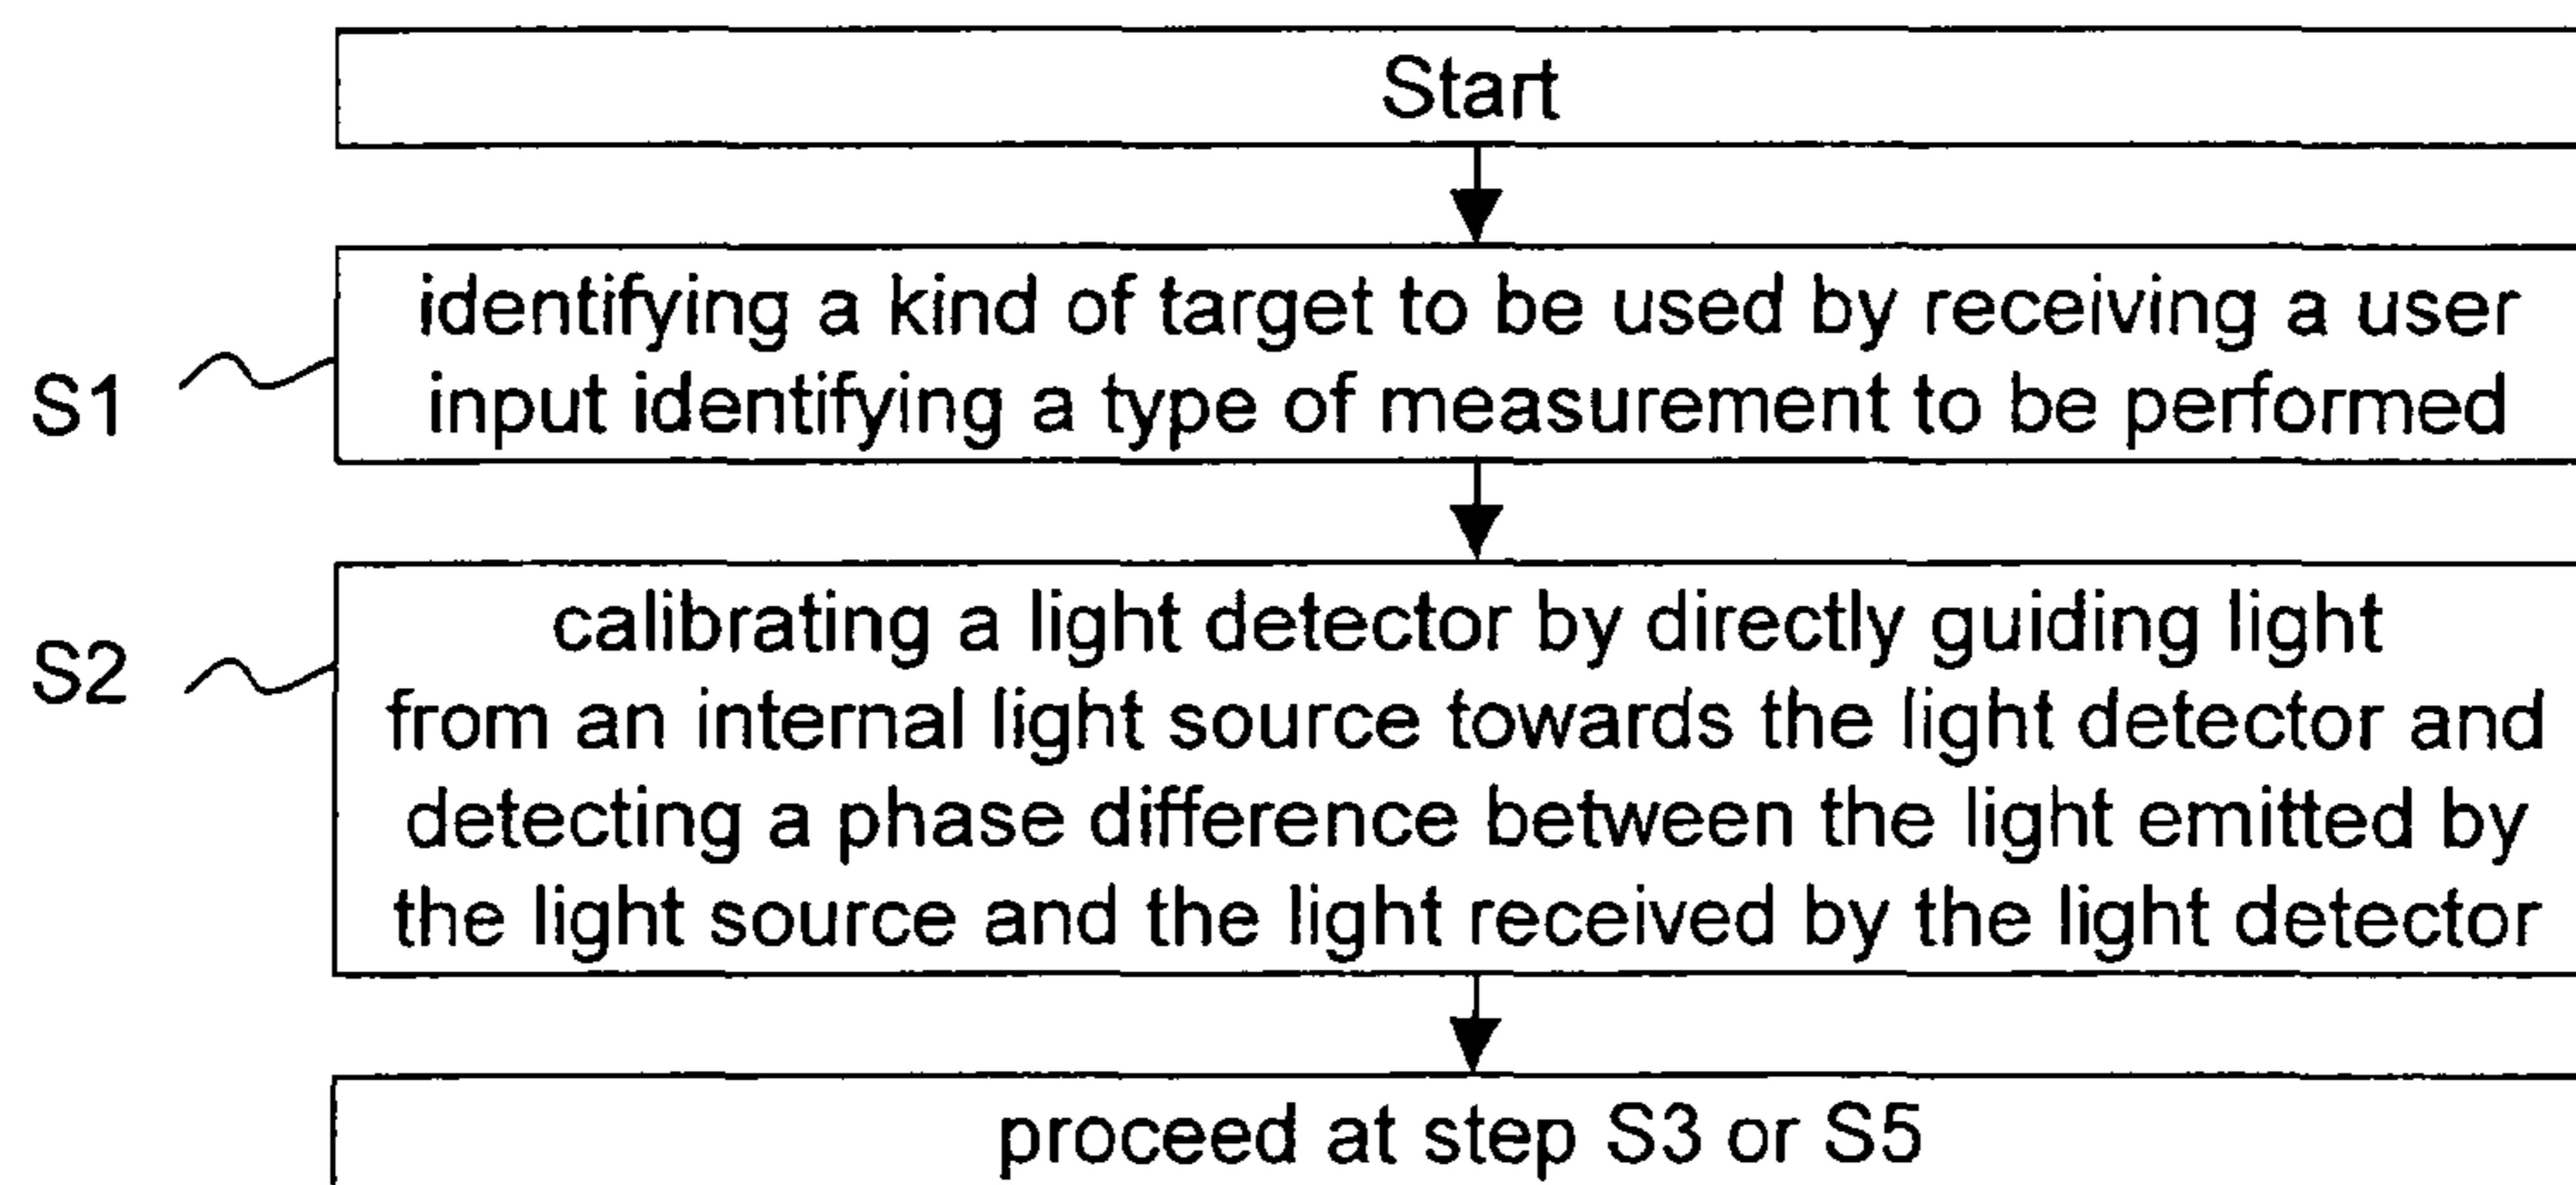 Start
S1
identifying a kind of target to be used by receiving a user
input identifying a type of measurement to be performed
S2
calibrating a light detector by directly guiding light
from an internal light source towards the light detector and
detecting a phase difference between the light emitted by
the light source and the light received by the light detector
proceed at step S3 or S5